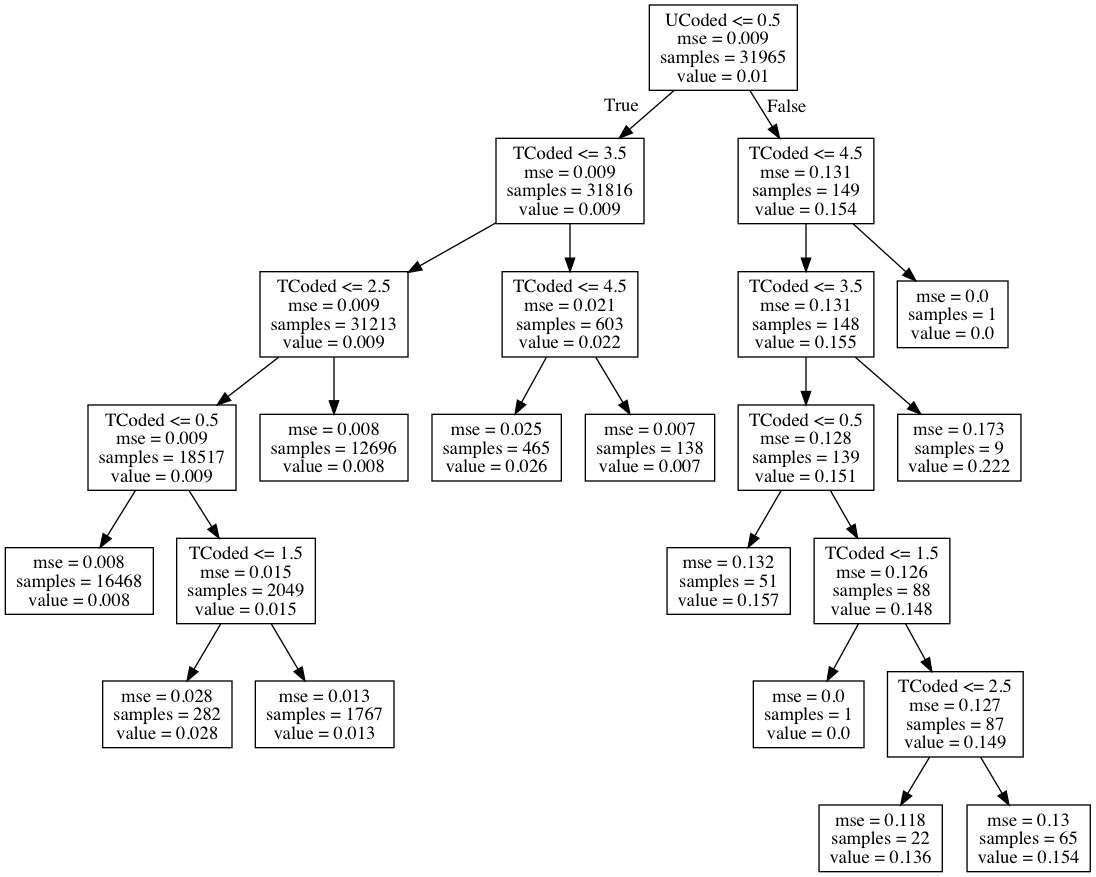 UCoded <= 0.5
mse = 0.009
samples = 31965
value = 0.01
True
False
TCoded <= 3.5
mse = 0.009
samples = 31816
value = 0.009
TCoded <= 4.5
mse = 0.131
samples = 149
value = 0.154
TCoded <= 2.5
mse = 0.009
samples = 31213
value = 0.009
TCoded <= 4.5
mse = 0.021
samples = 603
value = 0.022
TCoded <= 3.5
mse = 0.131
samples = 148
value = 0.155
mse = 0.0
samples = 1
value = 0.0
TCoded <= 0.5
mse = 0.009
samples = 18517
value = 0.009
mse = 0.008
samples = 12696
value = 0.008
mse = 0.025
samples = 465
value = 0.026
mse = 0.007
samples = 138
value = 0.007
TCoded <= 0.5
mse = 0.128
samples = 139
value = 0.151
mse = 0.173
samples = 9
value = 0.222
mse = 0.008
samples = 16468
value = 0.008
TCoded <= 1.5
mse = 0.015
samples = 2049
value = 0.015
mse = 0.132
samples = 51
value = 0.157
TCoded <= 1.5
mse = 0.126
samples = 88
value = 0.148
mse = 0.028
samples = 282
value = 0.028
mse = 0.013
samples = 1767
value = 0.013
mse = 0.0
samples = 1
value = 0.0
TCoded <= 2.5
mse = 0.127
samples = 87
value = 0.149
mse = 0.118
samples = 22
value = 0.136
mse = 0.13
samples = 65
value = 0.154